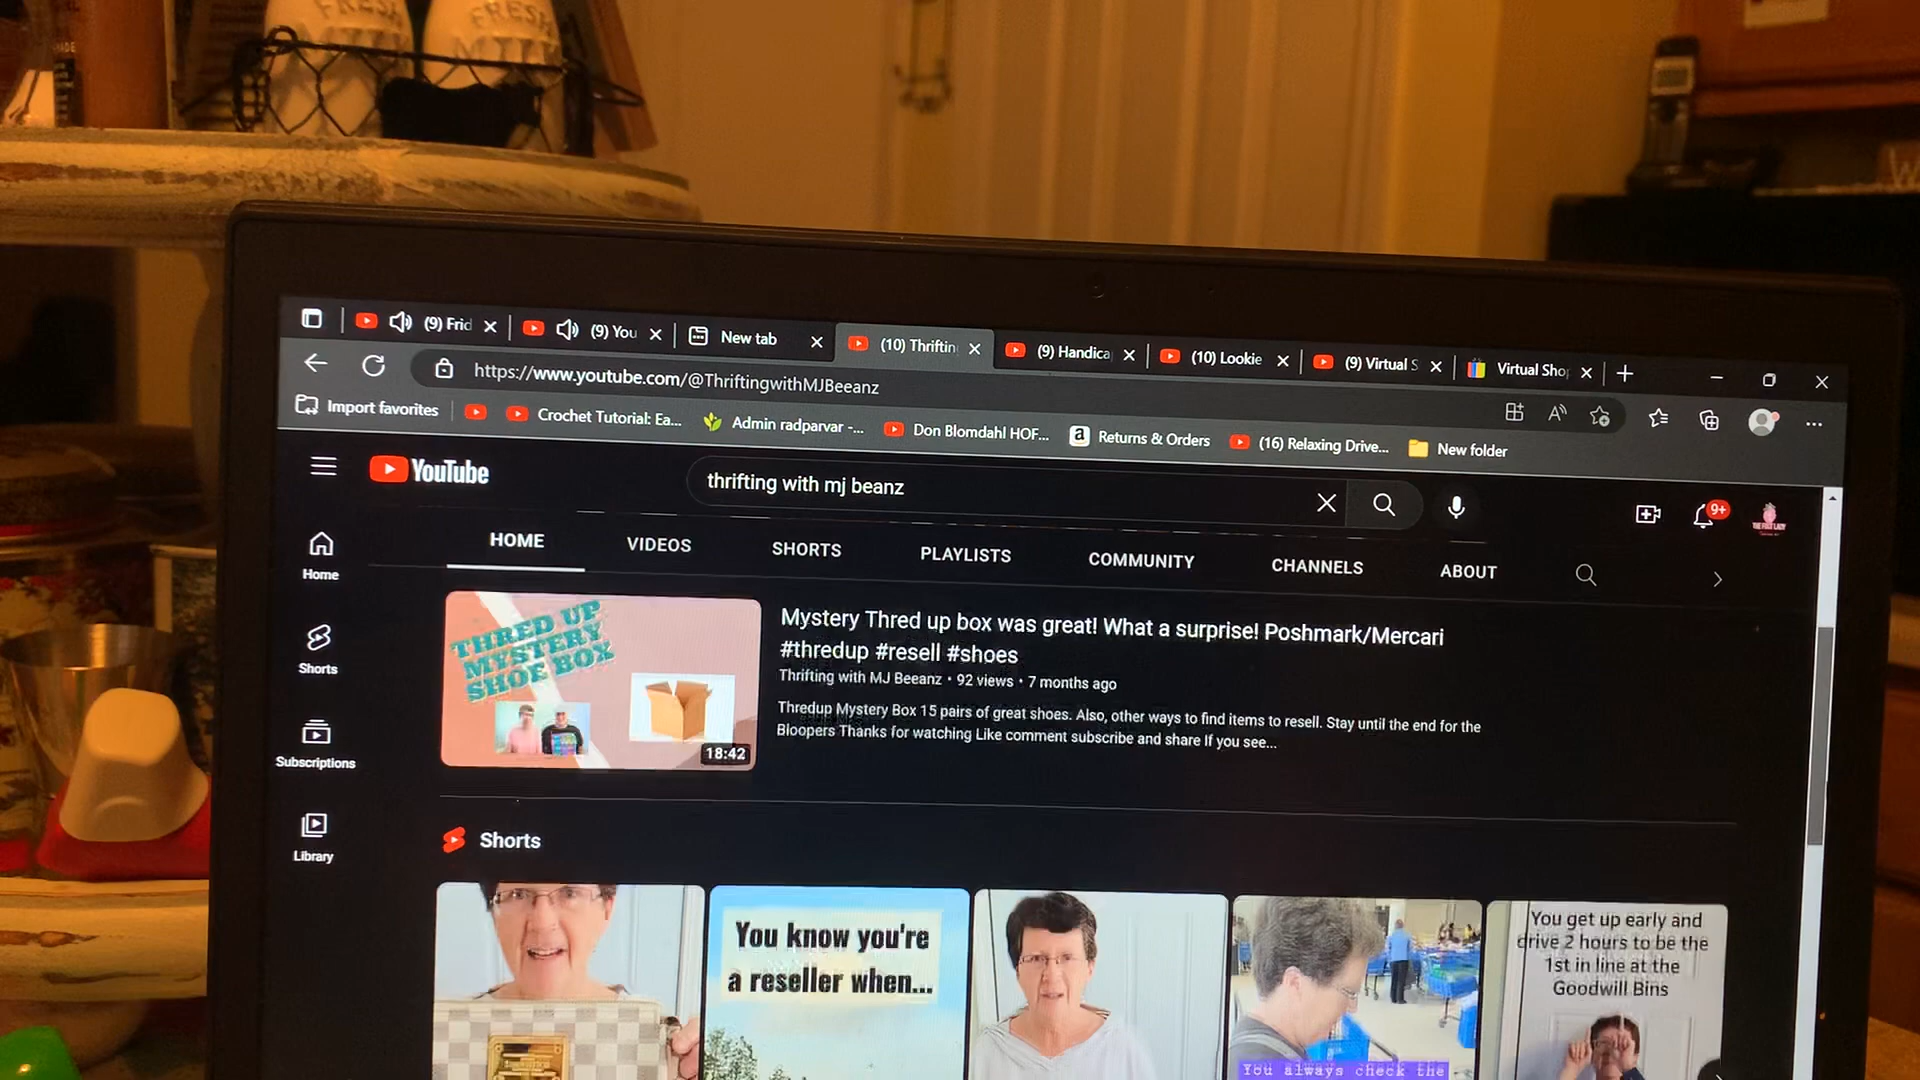 FRESH
FRESH
(9) Frid
(9) You
New tab
(10) Thriftin
(9) Handica
(10) Lookie
(9) Virtual S
Virtual Shop
https://www.youtube.com/@ThriftingwithMJBeeanz
Import favorites
Crochet Tutorial: Ea...
Admin radparvar -...
Don Blomdahl HOF...
Returns & Orders
(16) Relaxing Drive...
New folder
YouTube
thrifting with mj beanz
9+
HOME
VIDEOS
SHORTS
PLAYLISTS
COMMUNITY
CHANNELS
ABOUT
Home
Shorts
Subscriptions
Library
THRED UP
MYSTERY
SHOE BOX
18:42
Mystery Thred up box was great! What a surprise! Poshmark/Mercari
#thredup #resell #shoes
Thrifting with MJ Beeanz • 92 views • 7 months ago
Thredup Mystery Box 15 pairs of great shoes. Also, other ways to find items to resell. Stay until the end for the
Bloopers Thanks for watching Like comment subscribe and share If you see...
Shorts
You know you're
a reseller when...
You always check the
You get up early and
drive 2 hours to be the
1st in line at the
Goodwill Bins